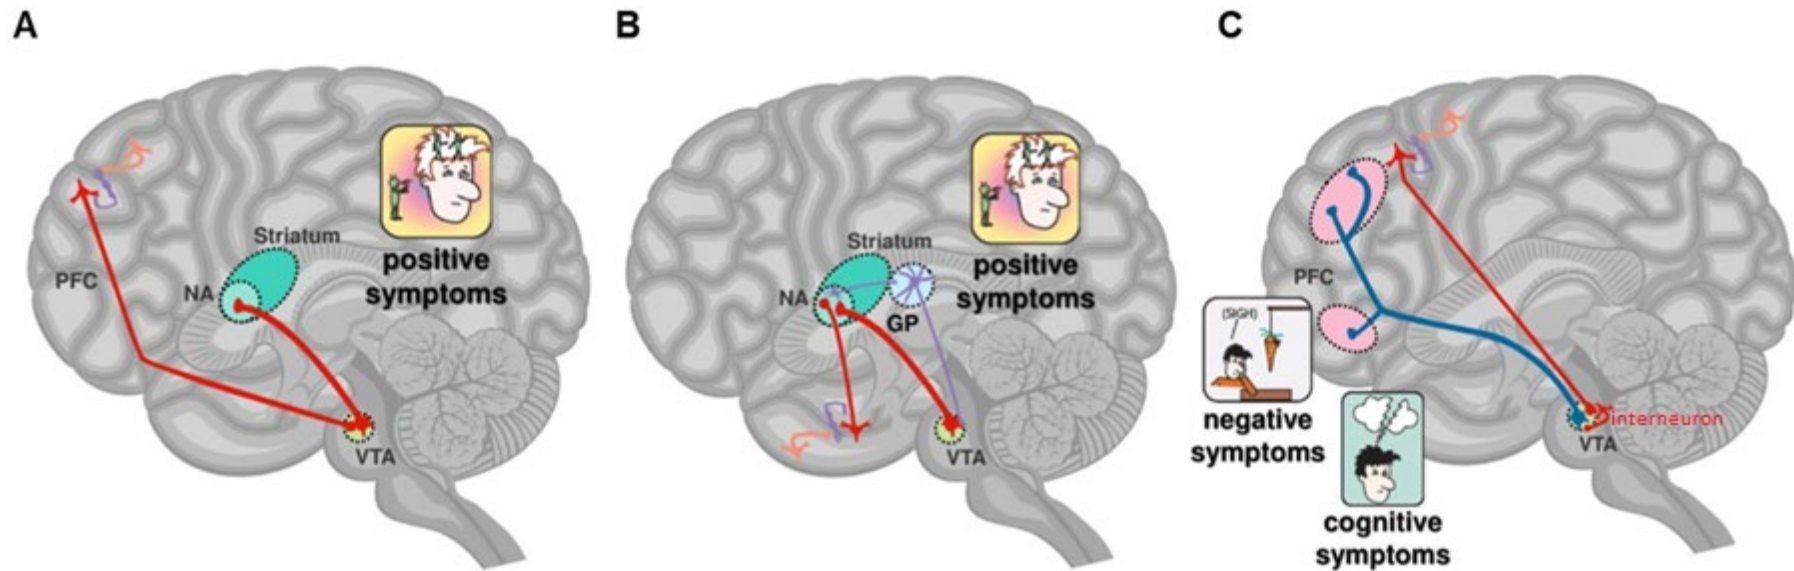 A
B
C
Striatum
PFC
NA
positive
symptoms
VTA
Striatum
NA
GP
positive
symptoms
VTA
PFC
(SIGH)
negative
symptoms
interneuron
VTA
cognitive
symptoms